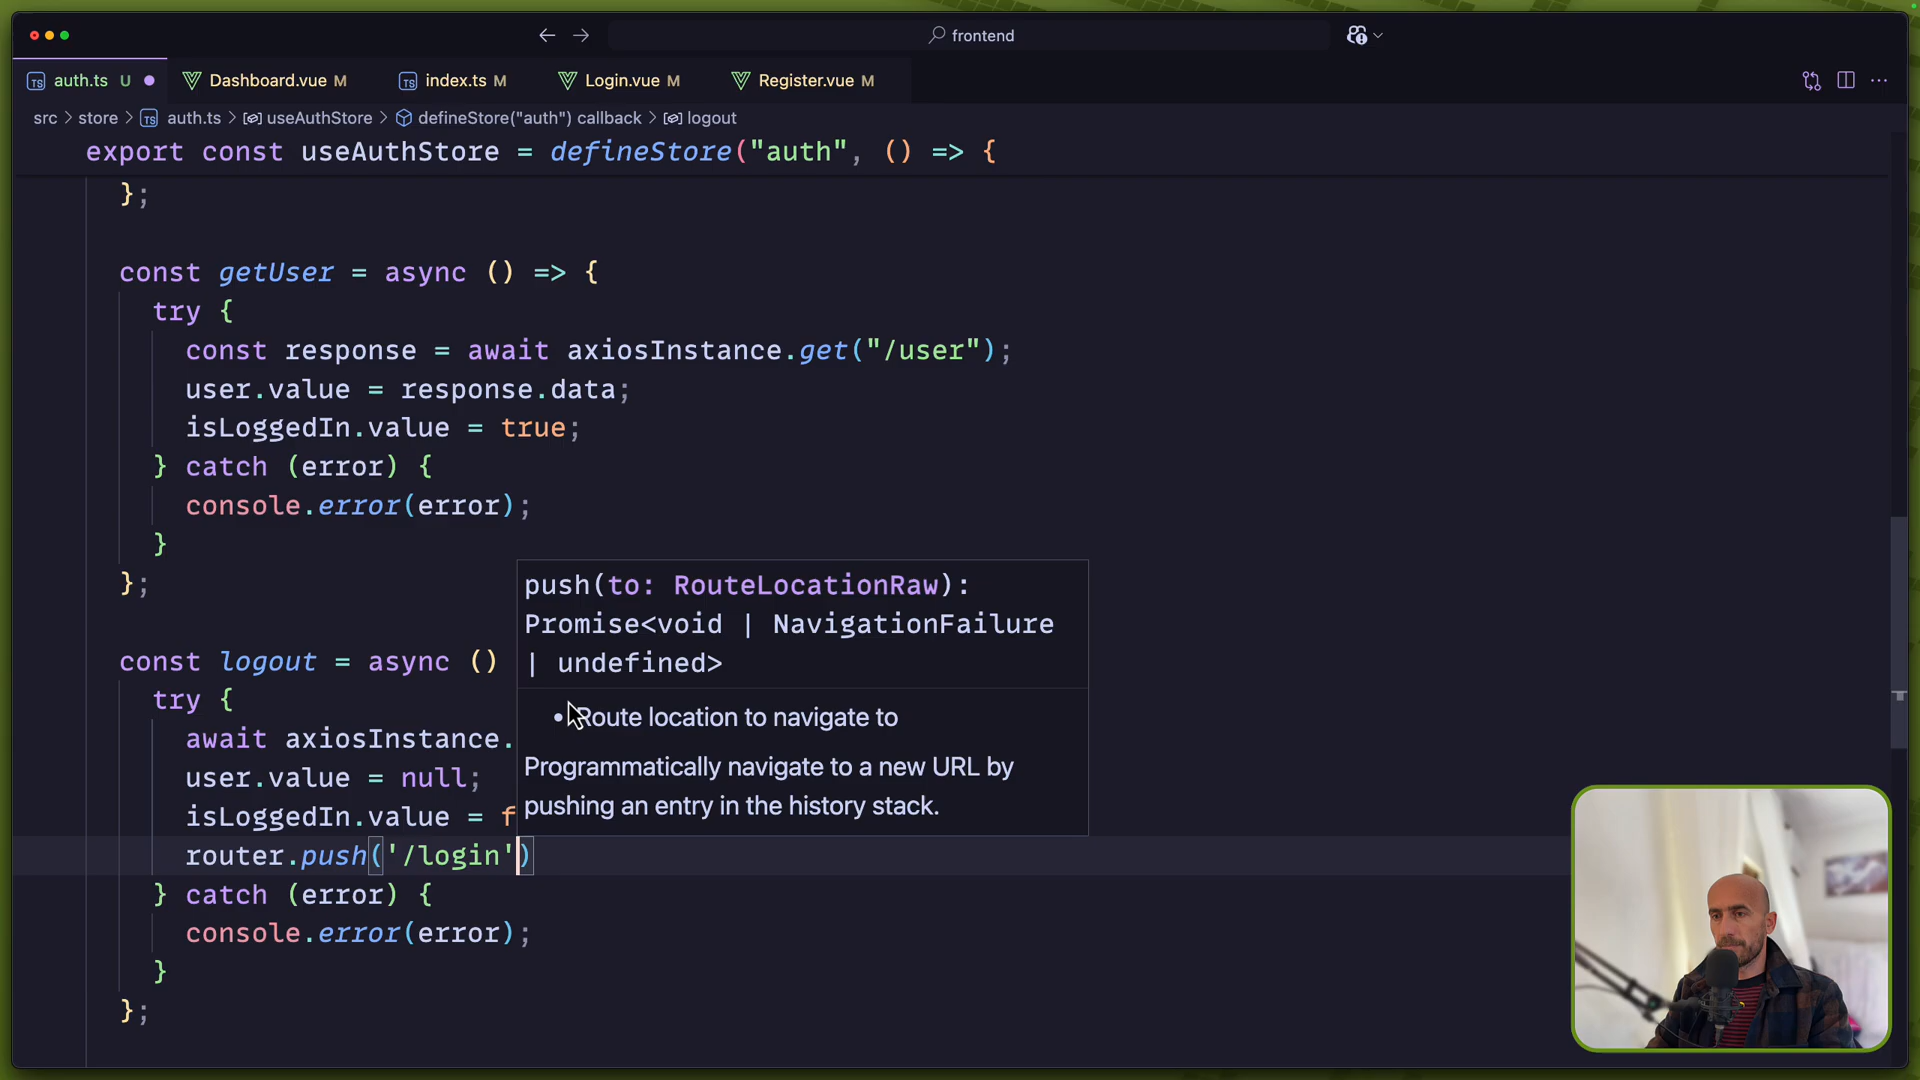 frontend
auth.ts U Dashboard.vue M index.ts M Login.vue M Register.vue M
src > store > TS auth.ts > useAuthStore > defineStore("auth") callback > logout
export const useAuthStore = defineStore("auth", () => {
};
const getUser = async () => {
try {
const response = await axiosInstance.get("/user");
user.value = response.data;
isLoggedIn.value = true;
} catch (error) {
console.error(error);
}
};
push(to: RouteLocationRaw):
Promise<void | NavigationFailure
| undefined>
• Route location to navigate to
Programmatically navigate to a new URL by
pushing an entry in the history stack.
const logout = async ()
try {
await axiosInstance.
user.value = null;
isLoggedIn.value = f
router.push('/login')
} catch (error) {
console.error(error);
}
};